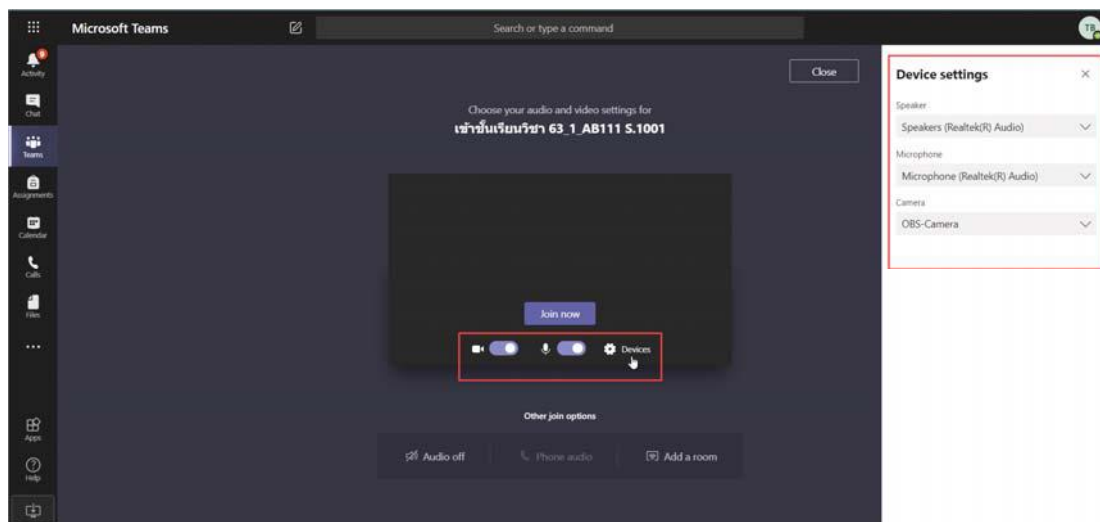 Microsoft Teams
Search or type a command
TB
9
Activity
Chat
Teams
Assignments
Calendar
Calls
Files
Apps
Help
Close
Choose your audio and video settings for
เข้าชั้นเรียนวิชา 63_1_AB111 S.1001
Join now
Devices
Other join options
Audio off
Phone audio
Add a room
Device settings
Speaker
Speakers (Realtek(R) Audio)
Microphone
Microphone (Realtek(R) Audio)
Camera
OBS-Camera